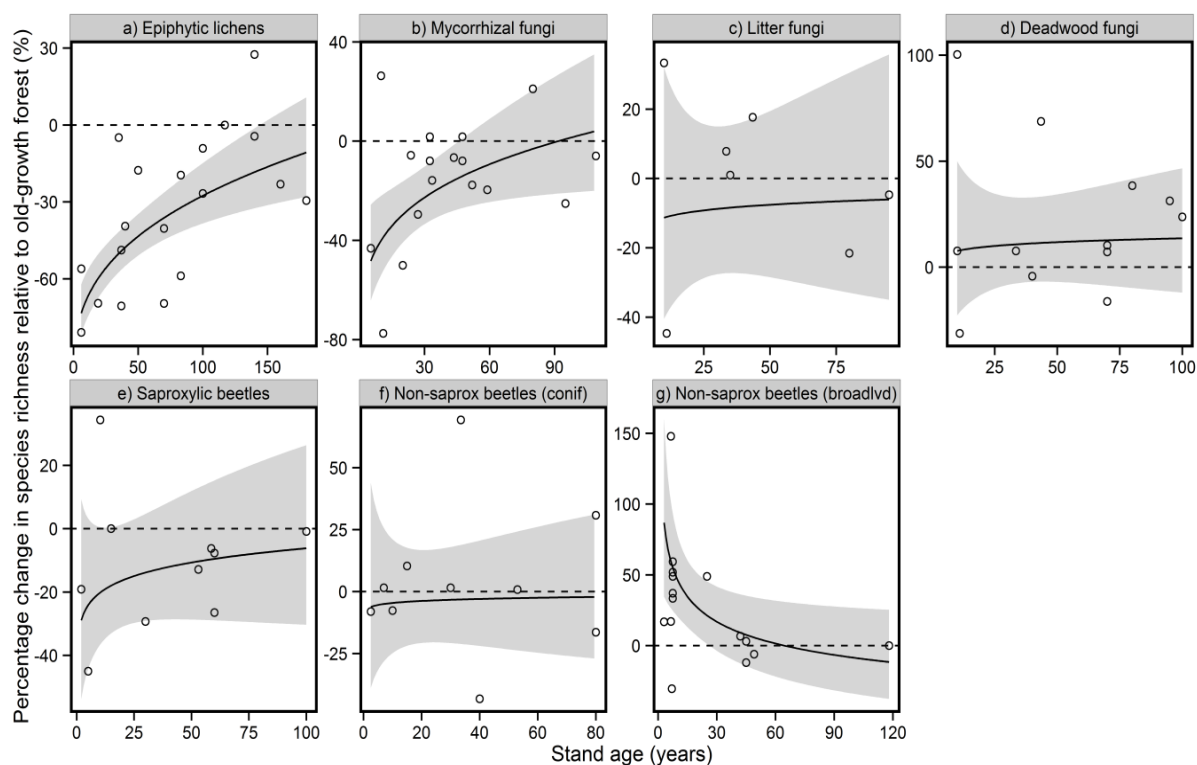 Percentage change in species richness relative to old-growth forest (%)
a) Epiphytic lichens
30
0
-30
-60
0 50 100 150
b) Mycorrhizal fungi
40
0
-40
-80
30 60 90
c) Litter fungi
20
0
-20
-40
25 50 75
d) Deadwood fungi
100
50
0
25 50 75 100
e) Saproxylic beetles
20
0
-20
-40
0 25 50 75 100
f) Non-saprox beetles (conif)
50
25
0
-25
0 20 40 60 80
g) Non-saprox beetles (broadlvd)
150
100
50
0
0 30 60 90 120
Stand age (years)